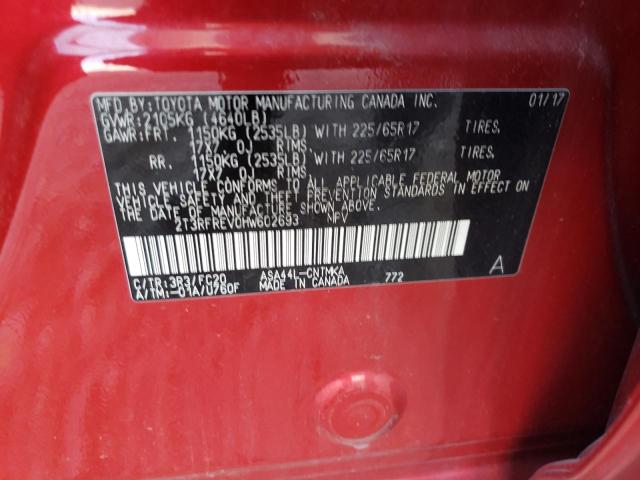 MFD.BY:TOYOTA MOTOR MANUFACTURING CANADA INC. 01/17
GVWR:2105KG (4640LB)
GAWR:FRT. 1150KG (2535LB) WITH 225/65R17 TIRES.
17X7.0J RIMS.
RR. 1150KG (2535LB) WITH 225/65R17 TIRES.
17X7.0J RIMS.
THIS VEHICLE CONFORMS TO ALL APPLICABLE FEDERAL MOTOR
VEHICLE SAFETY AND THEFT PREVENTION STANDARDS IN EFFECT ON
THE DATE OF MANUFACTURE SHOWN ABOVE.
2T3RFREV0HW602693 MPV
C/TR:3R3/FC20 ASA44L-CNTMKA 772 A
A/TM:-01A/U760F MADE IN CANADA